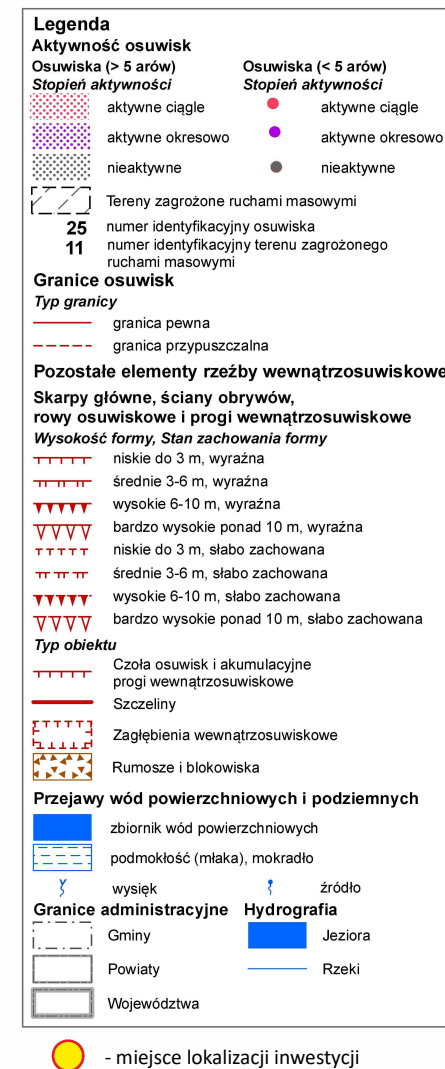 Legenda
Aktywność osuwisk
Osuwiska (> 5 arów) Osuwiska (< 5 arów)
Stopień aktywności Stopień aktywności
aktywne ciągle aktywne ciągle
aktywne okresowo aktywne okresowo
nieaktywne nieaktywne
Tereny zagrożone ruchami masowymi
25 numer identyfikacyjny osuwiska
11 numer identyfikacyjny terenu zagrożonego
ruchami masowymi
Granice osuwisk
Typ granicy
granica pewna
granica przypuszczalna
Pozostałe elementy rzeźby wewnątrzosuwiskowe
Skarpy główne, ściany obrywów,
rowy osuwiskowe i progi wewnątrzosuwiskowe
Wysokość formy, Stan zachowania formy
niskie do 3 m, wyraźna
średnie 3-6 m, wyraźna
wysokie 6-10 m, wyraźna
bardzo wysokie ponad 10 m, wyraźna
niskie do 3 m, słabo zachowana
średnie 3-6 m, słabo zachowana
wysokie 6-10 m, słabo zachowana
bardzo wysokie ponad 10 m, słabo zachowana
Typ obiektu
Czoła osuwisk i akumulacyjne
progi wewnątrzosuwiskowe
Szczeliny
Zagłębienia wewnątrzosuwiskowe
Rumosze i blokowiska
Przejawy wód powierzchniowych i podziemnych
zbiornik wód powierzchniowych
podmokłość (młaka), mokradło
wysięk źródło
Granice administracyjne Hydrografia
Gminy Jeziora
Powiaty Rzeki
Województwa
- miejsce lokalizacji inwestycji